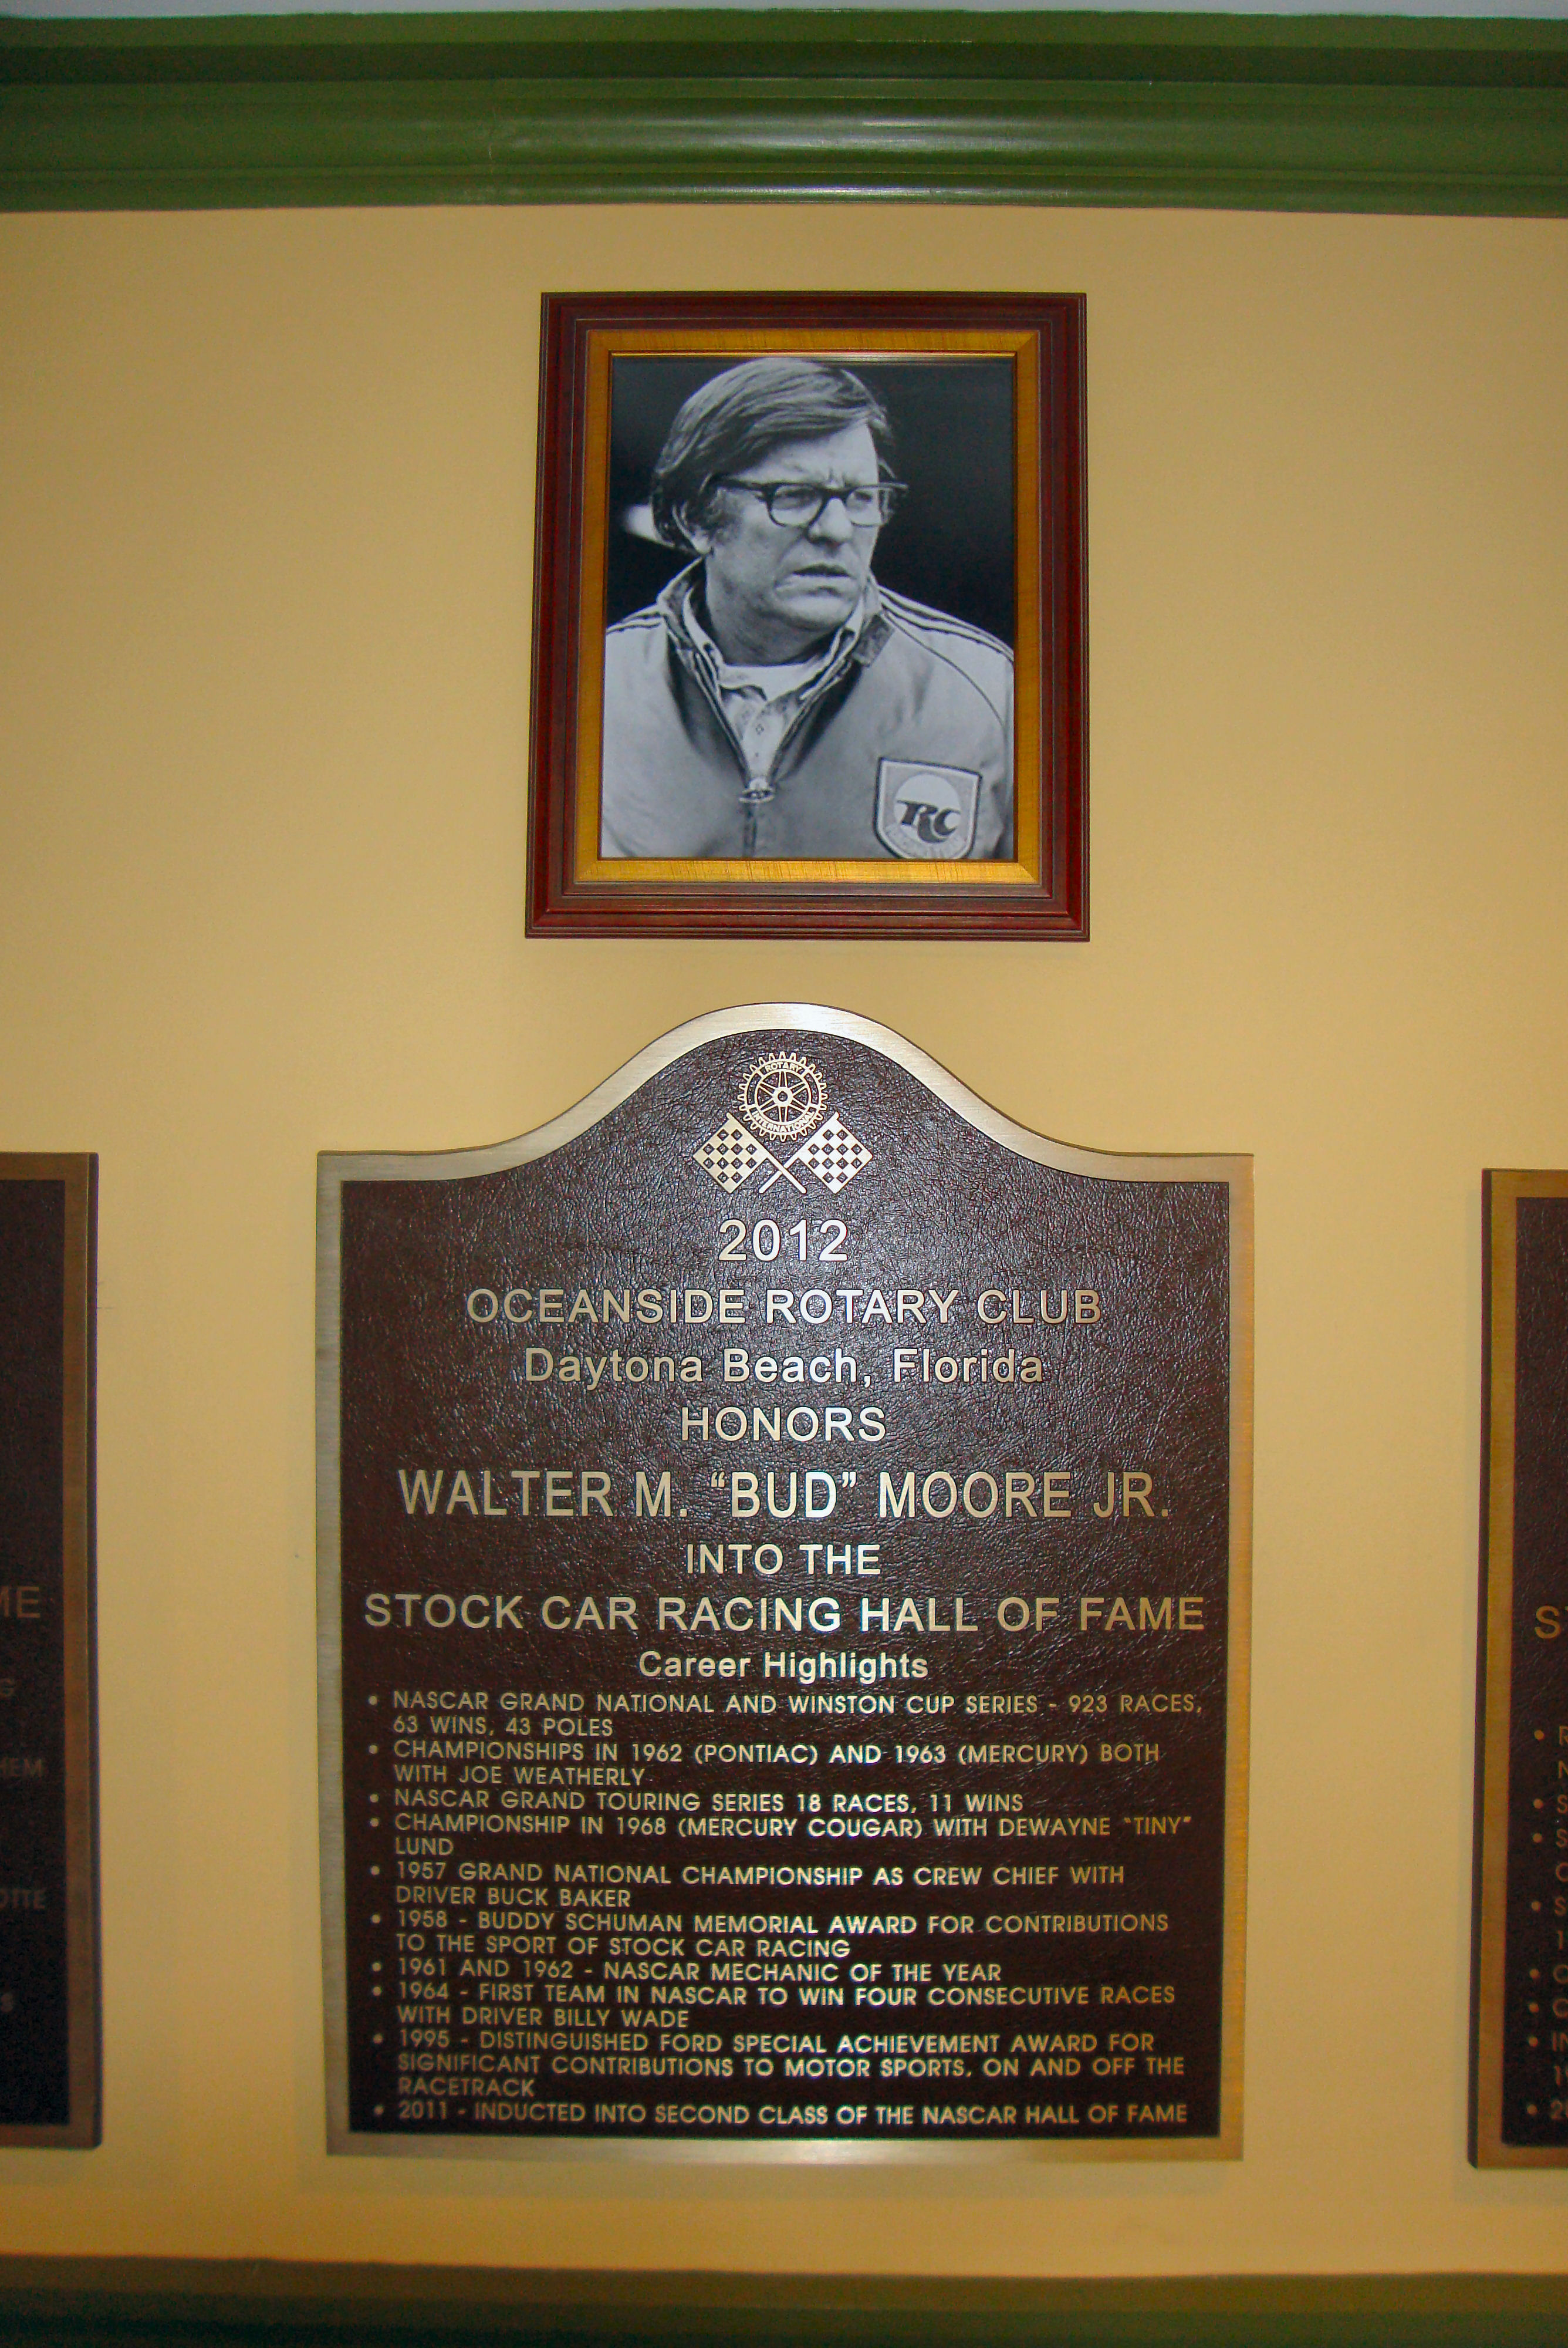 RC
ROTARY
INTERNATIONAL
2012
OCEANSIDE ROTARY CLUB
Daytona Beach, Florida
HONORS
WALTER M. “BUD” MOORE JR.
INTO THE
STOCK CAR RACING HALL OF FAME
Career Highlights
• NASCAR GRAND NATIONAL AND WINSTON CUP SERIES - 923 RACES,
63 WINS, 43 POLES
• CHAMPIONSHIPS IN 1962 (PONTIAC) AND 1963 (MERCURY) BOTH
WITH JOE WEATHERLY
• NASCAR GRAND TOURING SERIES 18 RACES, 11 WINS
• CHAMPIONSHIP IN 1968 (MERCURY COUGAR) WITH DEWAYNE “TINY”
LUND
• 1957 GRAND NATIONAL CHAMPIONSHIP AS CREW CHIEF WITH
DRIVER BUCK BAKER
• 1958 - BUDDY SCHUMAN MEMORIAL AWARD FOR CONTRIBUTIONS
TO THE SPORT OF STOCK CAR RACING
• 1961 AND 1962 - NASCAR MECHANIC OF THE YEAR
• 1964 - FIRST TEAM IN NASCAR TO WIN FOUR CONSECUTIVE RACES
WITH DRIVER BILLY WADE
• 1995 - DISTINGUISHED FORD SPECIAL ACHIEVEMENT AWARD FOR
SIGNIFICANT CONTRIBUTIONS TO MOTOR SPORTS, ON AND OFF THE
RACETRACK
• 2011 - INDUCTED INTO SECOND CLASS OF THE NASCAR HALL OF FAME